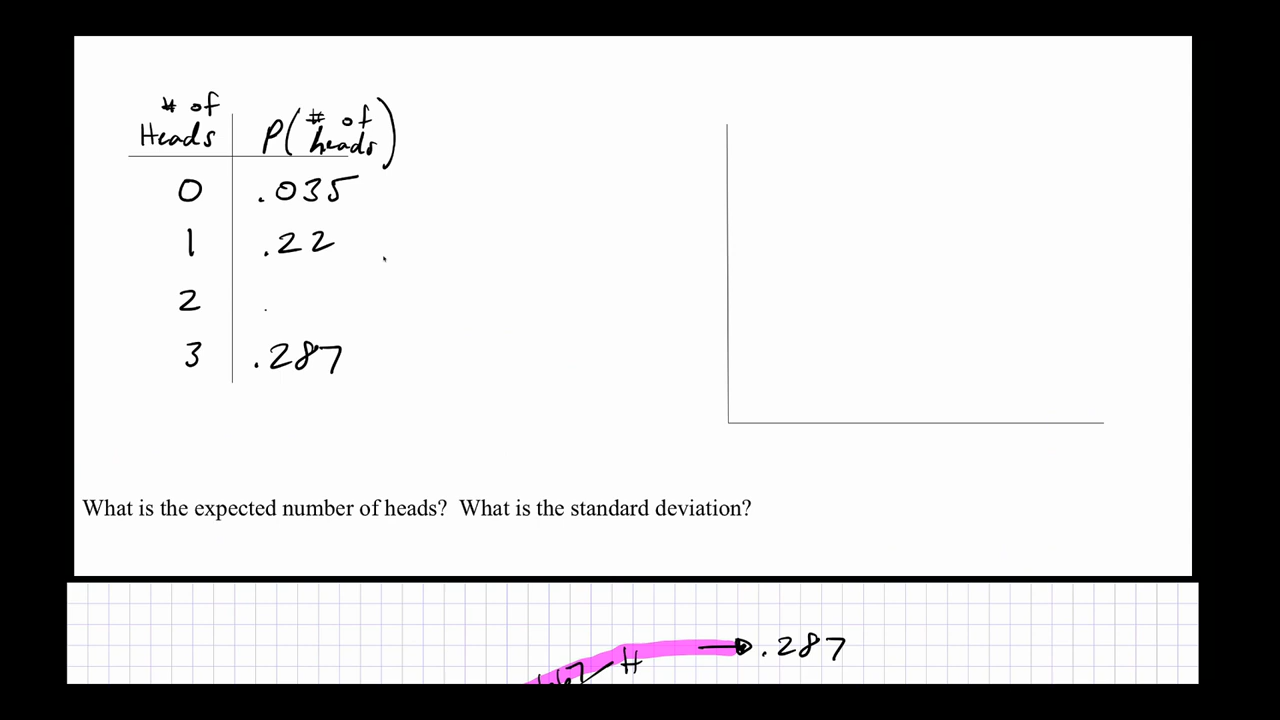 # of
Heads
P(# of heads)
0 .035
1 .22
2 .
3 .287
What is the expected number of heads? What is the standard deviation?
.287
H